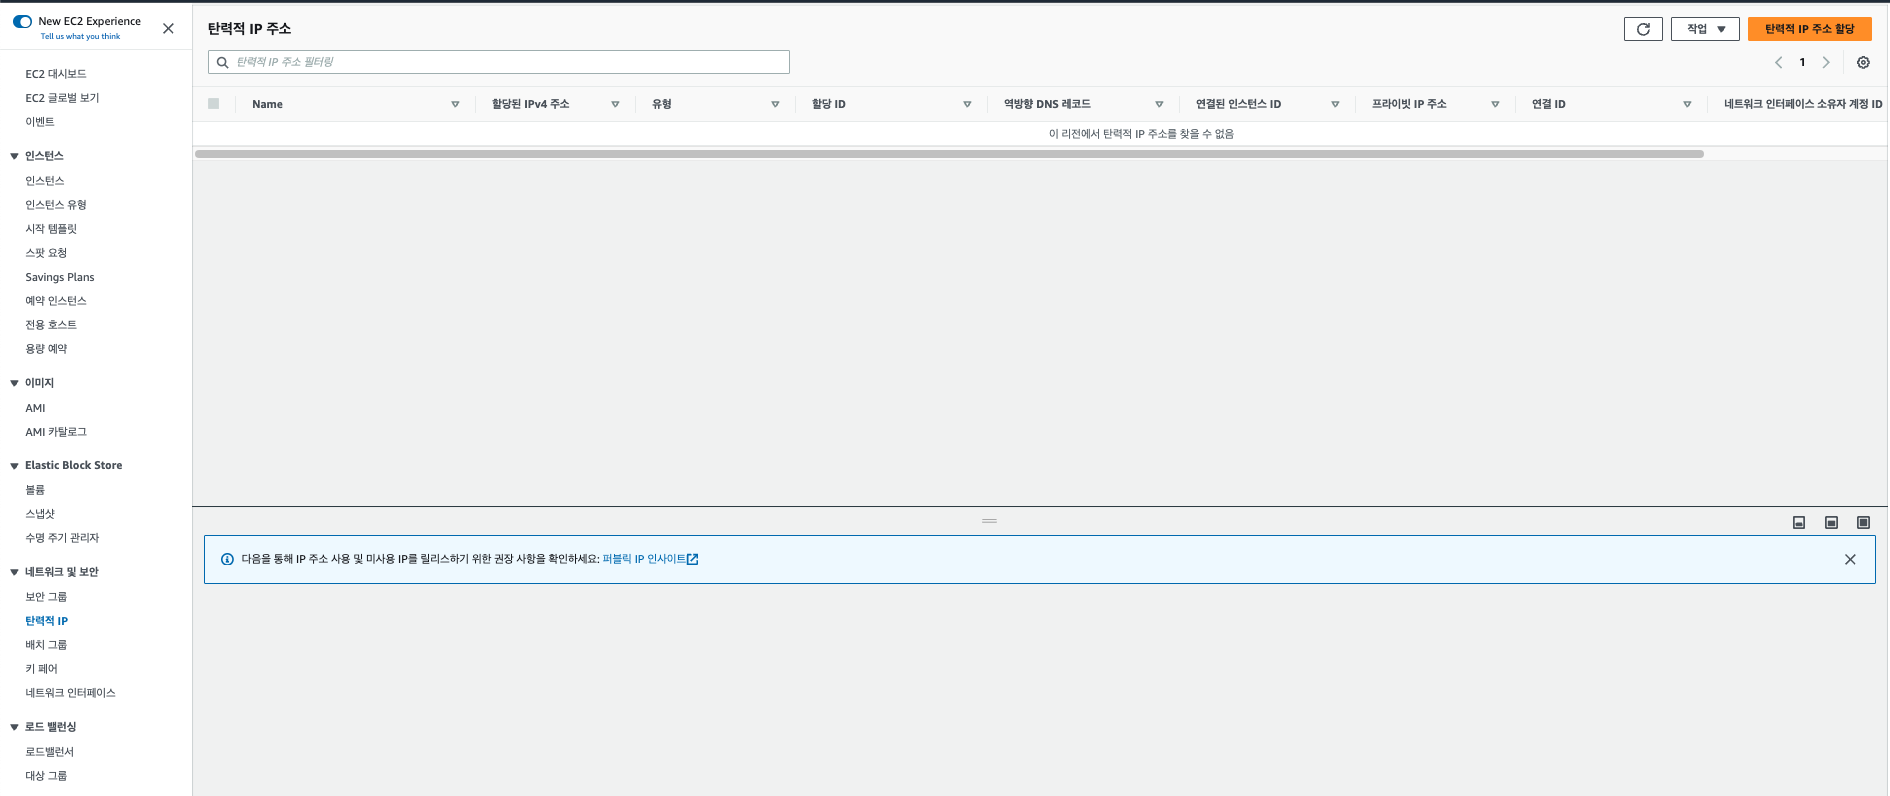 New EC2 Experience
Tell us what you think
EC2 대시보드
EC2 글로벌 보기
이벤트
인스턴스
인스턴스
인스턴스 유형
시작 템플릿
스팟 요청
Savings Plans
예약 인스턴스
전용 호스트
용량 예약
이미지
AMI
AMI 카탈로그
Elastic Block Store
볼륨
스냅샷
수명 주기 관리자
네트워크 및 보안
보안 그룹
탄력적 IP
배치 그룹
키 페어
네트워크 인터페이스
로드 밸런싱
로드밸런서
대상 그룹
탄력적 IP 주소
작업
탄력적 IP 주소 할당
탄력적 IP 주소 필터링
1
Name 할당된 IPv4 주소 유형 할당 ID 역방향 DNS 레코드 연결된 인스턴스 ID 프라이빗 IP 주소 연결 ID 네트워크 인터페이스 소유자 계정 ID
이 리전에서 탄력적 IP 주소를 찾을 수 없음
다음을 통해 IP 주소 사용 및 미사용 IP를 릴리스하기 위한 권장 사항을 확인하세요: 퍼블릭 IP 인사이트